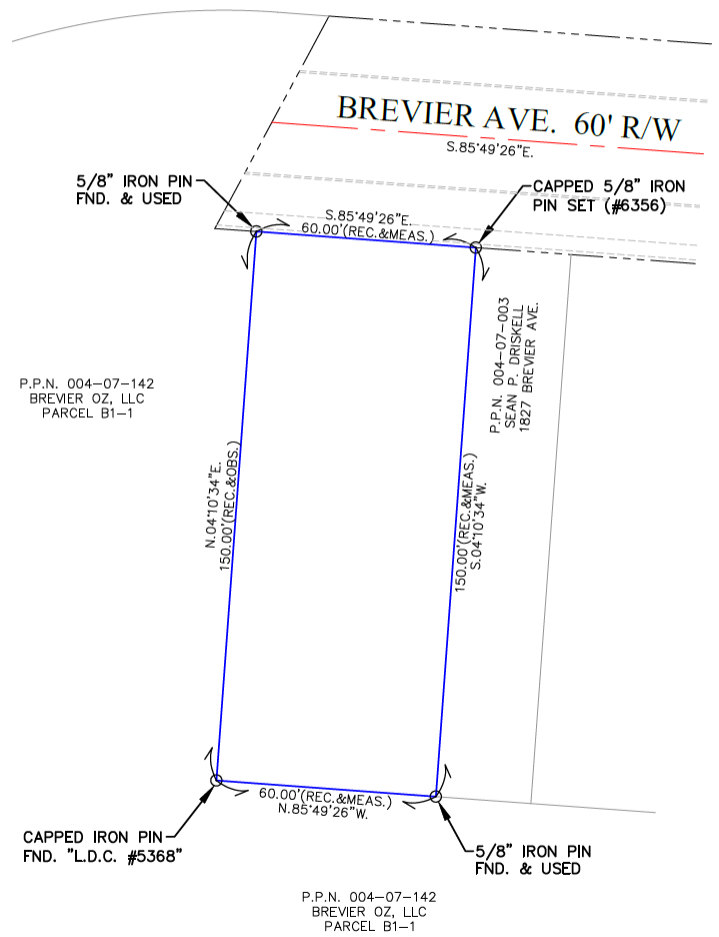 BREVIER AVE. 60' R/W
S.85°49'26"E.
5/8" IRON PIN
FND. & USED
CAPPED 5/8" IRON
PIN SET (#6356)
S.85°49'26"E.
60.00'(REC.&MEAS.)
P.P.N. 004-07-003
SEAN P. DRISKELL
1827 BREVIER AVE.
P.P.N. 004-07-142
BREVIER OZ, LLC
PARCEL B1-1
N.04°10'34"E.
150.00'(REC.&OBS.)
150.00'(REC.&MEAS.)
S.04°10'34"W.
60.00'(REC.&MEAS.)
N.85°49'26"W.
CAPPED IRON PIN
FND. "L.D.C. #5368"
5/8" IRON PIN
FND. & USED
P.P.N. 004-07-142
BREVIER OZ, LLC
PARCEL B1-1